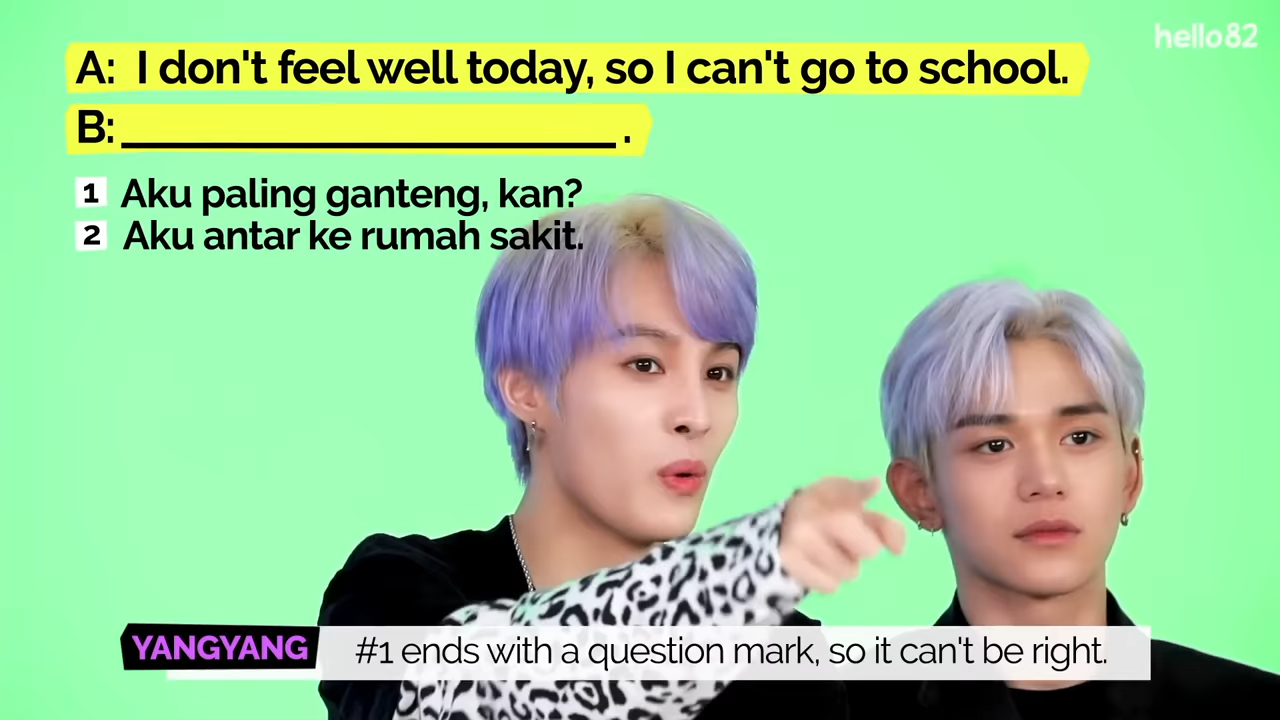 hello82
A: I don't feel well today, so I can't go to school.
B:____________________.
1 Aku paling ganteng, kan?
2 Aku antar ke rumah sakit.
YANGYANG #1 ends with a question mark, so it can't be right.